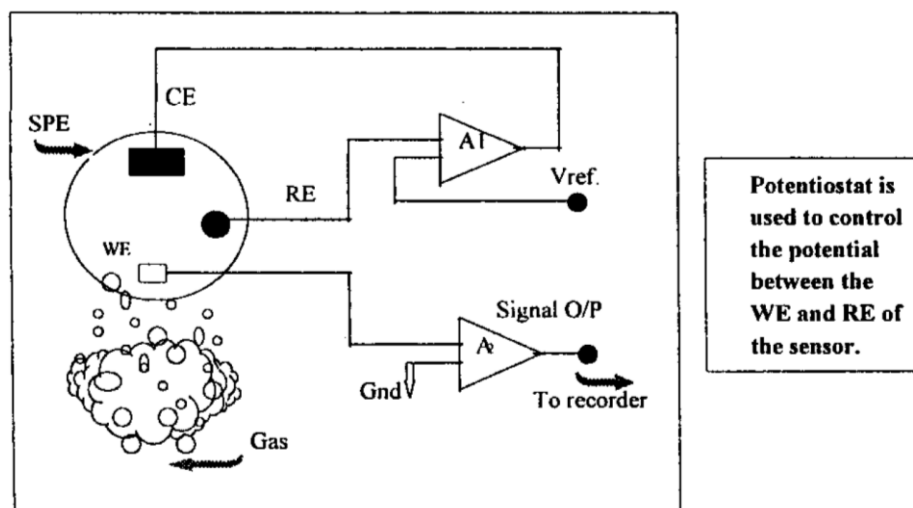 CE
SPE
A1
RE
Vref.
WE
Signal O/P
A2
Gnd
To recorder
Gas
Potentiostat is
used to control
the potential
between the
WE and RE of
the sensor.